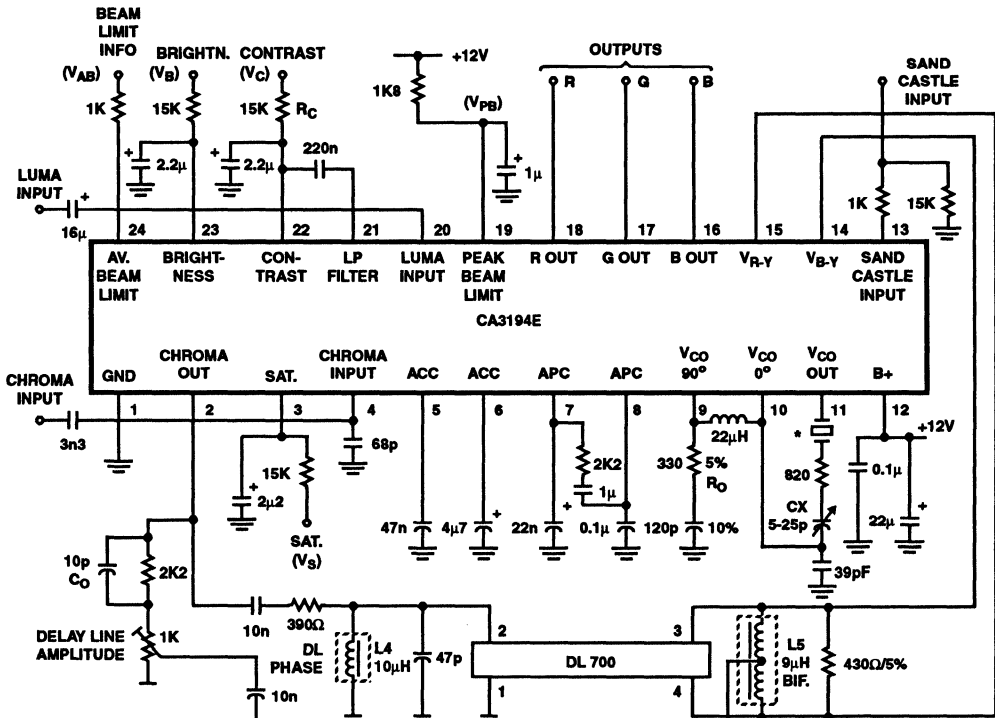 BEAM
LIMIT
INFO
BRIGHTN.
CONTRAST
OUTPUTS
(VAB)
(VB)
(VC)
+12V
R
G
B
SAND
CASTLE
INPUT
1K
15K
15K
RC
1K8
(VPB)
220n
+
2.2µ
+
2.2µ
+
1µ
LUMA
INPUT
+
16µ
1K
15K
24
23
22
21
20
19
18
17
16
15
14
13
AV.
BEAM
LIMIT
BRIGHT-
NESS
CON-
TRAST
LP
FILTER
LUMA
INPUT
PEAK
BEAM
LIMIT
R OUT
G OUT
B OUT
VR-Y
VB-Y
SAND
CASTLE
INPUT
CA3194E
GND
CHROMA
OUT
SAT.
CHROMA
INPUT
ACC
ACC
APC
APC
VCO
90°
VCO
0°
VCO
OUT
B+
CHROMA
INPUT
1
2
3
4
5
6
7
8
9
10
11
12
3n3
68p
22µH
*
+12V
15K
2K2
330
5%
RO
820
0.1µ
+
2µ2
1µ
CX
5-25p
+
22µ
SAT.
(VS)
47n
4µ7
+
22n
+
0.1µ
120p
10%
39pF
10p
CO
2K2
10n
390Ω
DELAY LINE
AMPLITUDE
1K
DL
PHASE
L4
10µH
47p
2
3
DL 700
1
4
L5
9µH
BIF.
430Ω/5%
10n